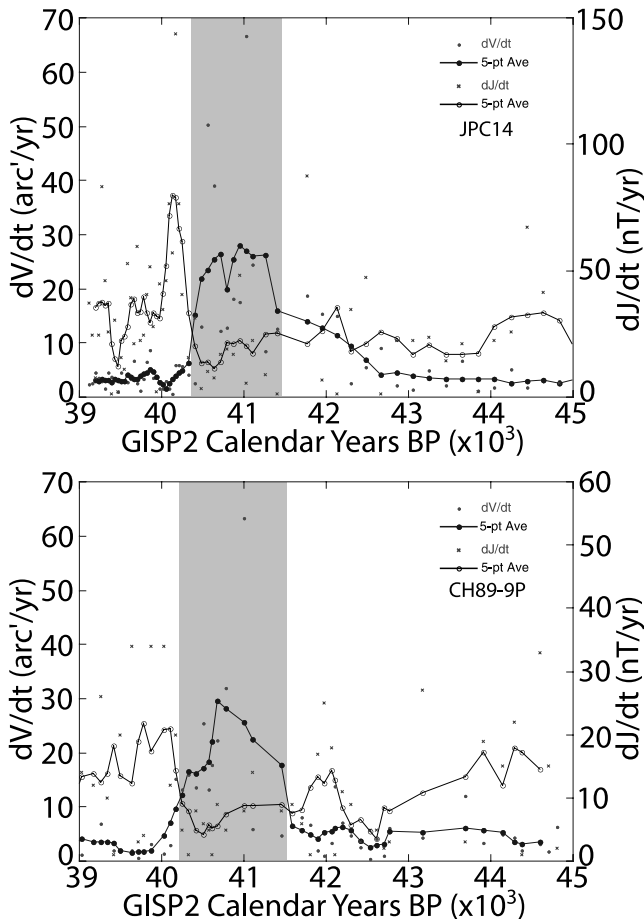 70
60
50
40
30
20
10
0
dV/dt (arc'/yr)
150
100
50
0
dJ/dt (nT/yr)
dV/dt
5-pt Ave
dJ/dt
5-pt Ave
JPC14
39 40 41 42 43 44 45
GISP2 Calendar Years BP (x10³)
70
60
50
40
30
20
10
0
dV/dt (arc'/yr)
60
50
40
30
20
10
0
dJ/dt (nT/yr)
dV/dt
5-pt Ave
dJ/dt
5-pt Ave
CH89-9P
39 40 41 42 43 44 45
GISP2 Calendar Years BP (x10³)